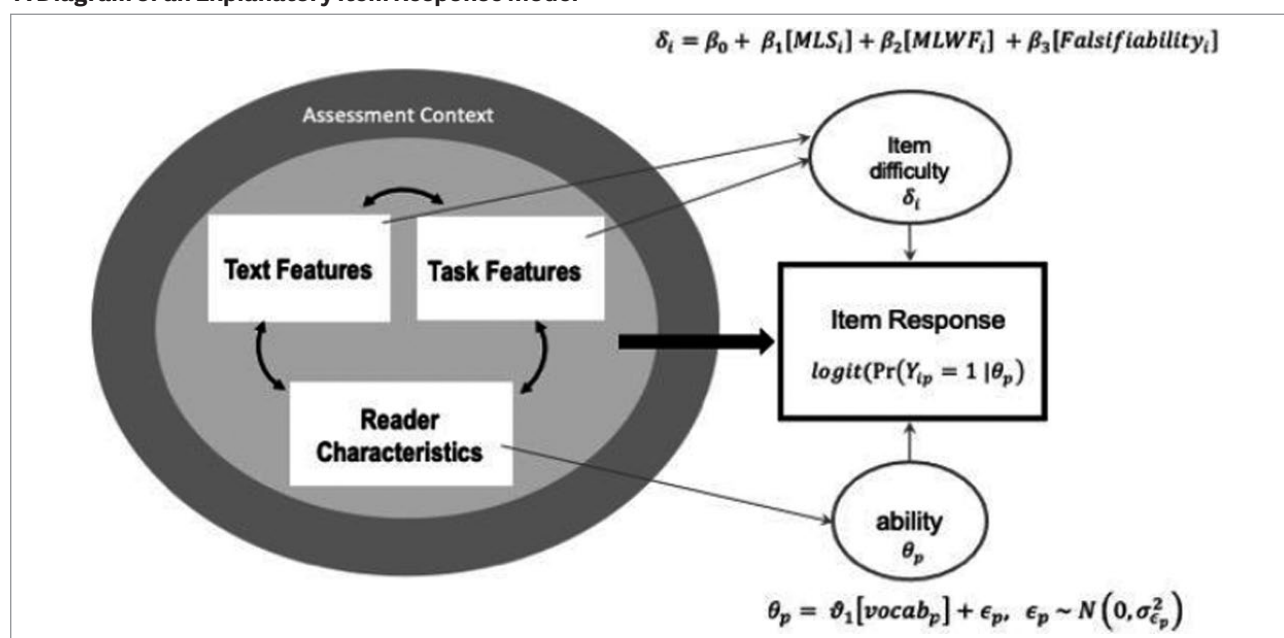 δ_i = β_0 + β_1[MLS_i] + β_2[MLWF_i] + β_3[Falsifiability_i]
Assessment Context
Item
difficulty
δ_i
Text Features
Task Features
Item Response
logit(Pr(Y_ip = 1 |θ_p)
Reader
Characteristics
ability
θ_p
θ_p = ϑ_1[vocab_p] + ϵ_p, ϵ_p ~ N(0, σ²_ϵ_p)